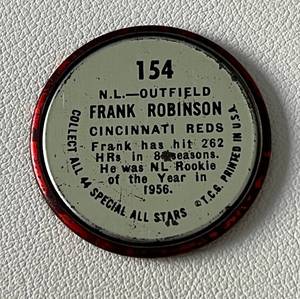 154
N.L.—OUTFIELD
FRANK ROBINSON
CINCINNATI REDS
Frank has hit 262
HRs in 8 seasons.
He was NL Rookie
of the Year in
1956.
COLLECT ALL 44 SPECIAL ALL STARS
©T.C.G. PRINTED IN U.S.A.